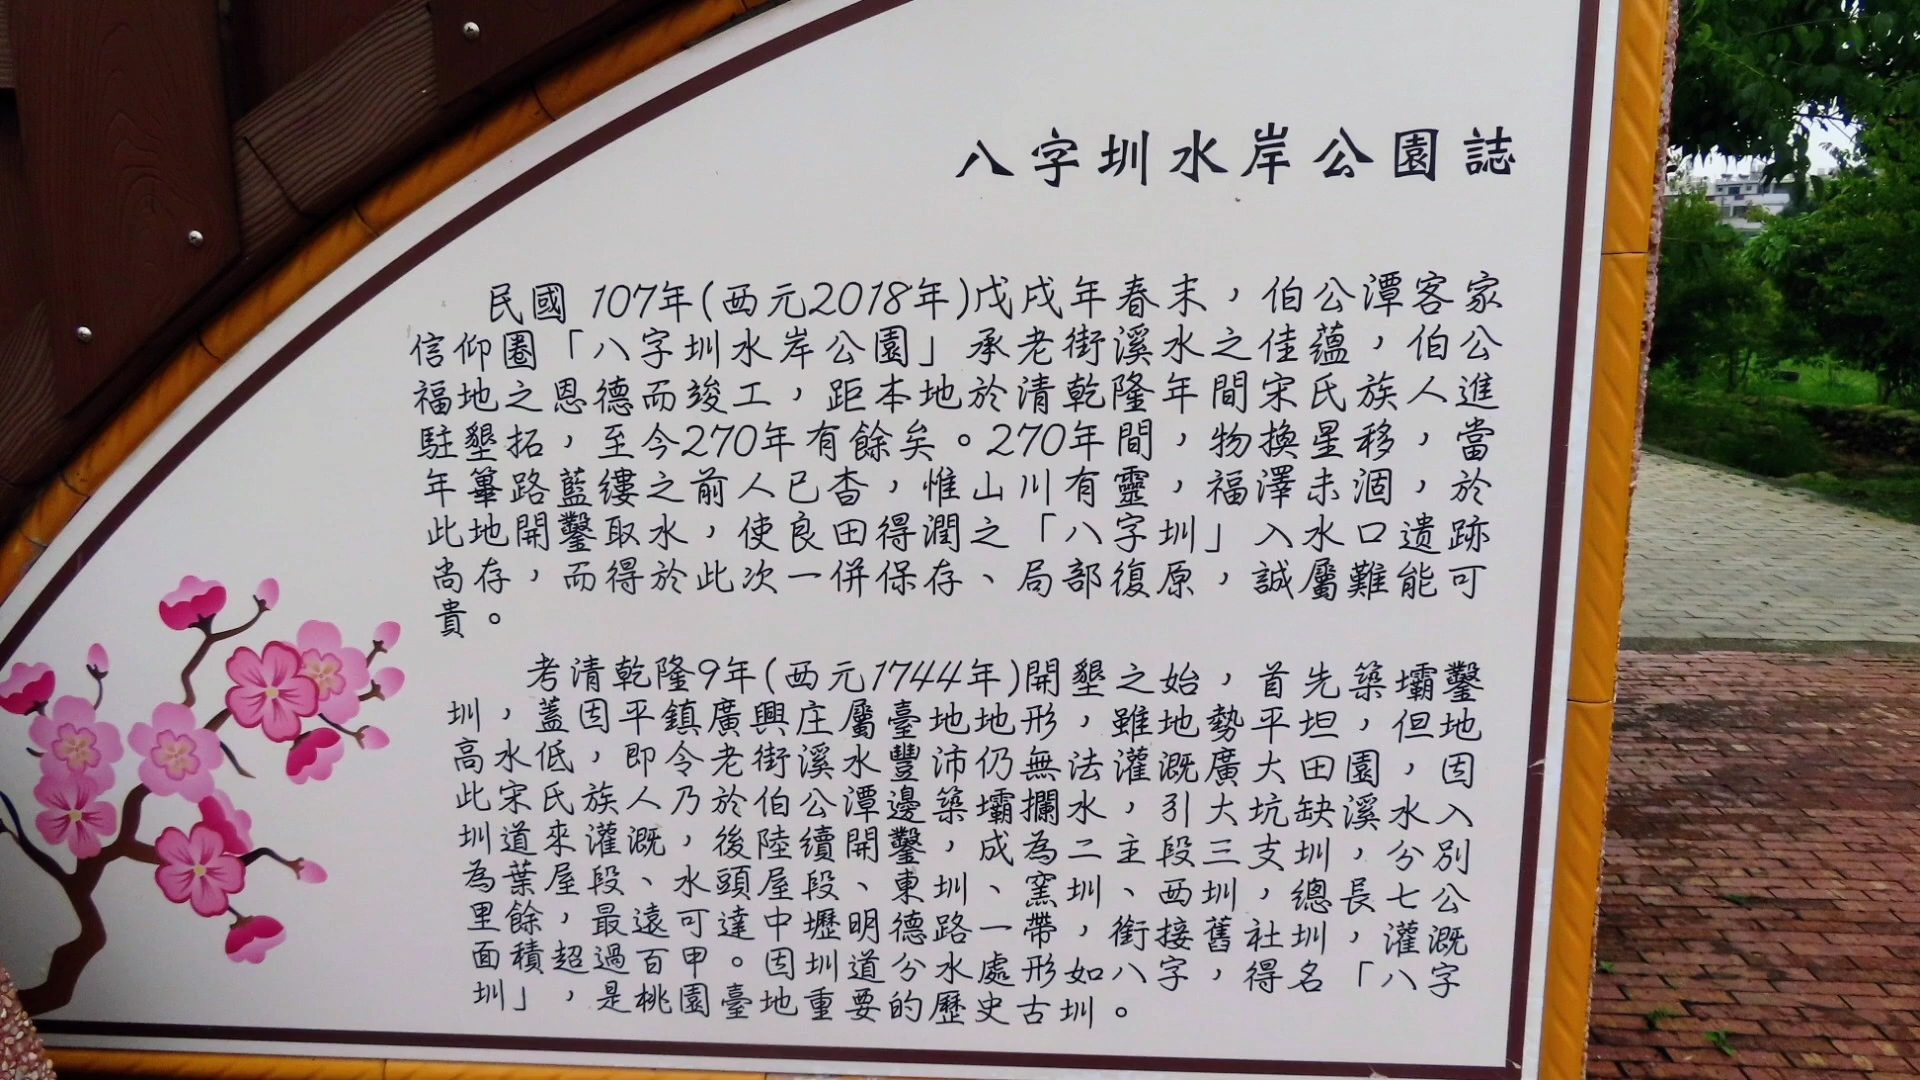 八字圳水岸公園誌
民國 107年(西元2018年)戊戌年春末，伯公潭客家
信仰圈「八字圳水岸公園」承老街溪水之佳蘊，伯公
福地之恩德而竣工，距本地於清乾隆年間宋氏族人進
駐墾拓，至今270年有餘矣。270年間，物換星移，當
年篳路藍縷之前人已杳，惟山川有靈，福澤未涸，於
此地開鑿取水，使良田得潤之「八字圳」入水口遺跡
尚存，而得於此次一併保存、局部復原，誠屬難能可
貴。
考清乾隆9年(西元1744年)開墾之始，首先築壩鑿
圳，蓋因平鎮廣興庄屬臺地地形，雖地勢平坦，但地
高水低，即令老街溪水豐沛仍無法灌溉廣大田園，因
此宋氏族人乃於伯公潭邊築壩攔水，引大坑缺溪水入
圳道來灌溉，後陸續開鑿，成為二主段三支圳，分別
為葉屋段、水頭屋段、東圳、窯圳、西圳，總長七公
里餘，最遠可達中壢明德路一帶，銜接舊社圳，灌溉
面積超過百甲。因圳道分水處形如八字，得名「八字
圳」，是桃園臺地重要的歷史古圳。